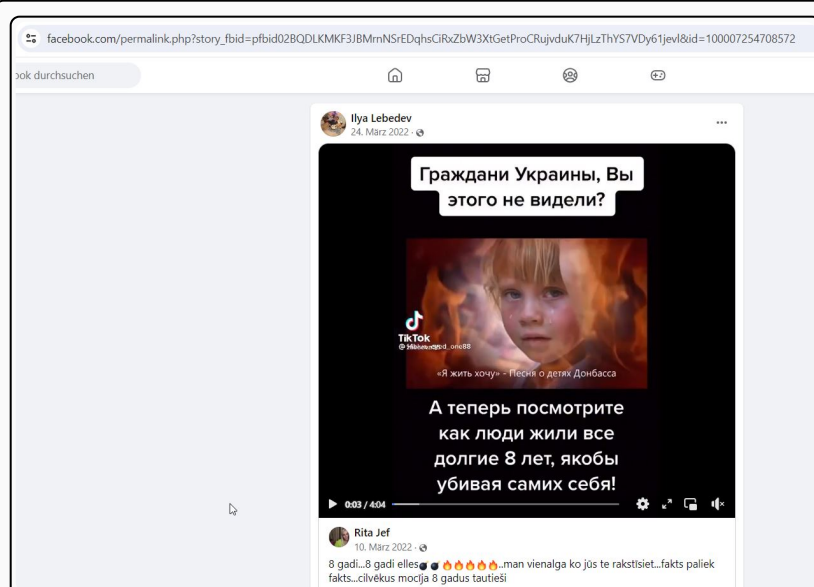 facebook.com/permalink.php?story_fbid=pfbid02BQDLKMKF3JBMrnNSrEDqhsCiRxZbW3XtGetProCRujvduK7HjLzThYS7VDy61jevl&id=100007254708572
ook durchsuchen
Ilya Lebedev
24. März 2022
Граждани Украины, Вы
этого не видели?
TikTok
«Я жить хочу» - Песня о детях Донбасса
А теперь посмотрите
как люди жили все
долгие 8 лет, якобы
убивая самих себя!
0:03 / 4:04
Rita Jef
10. März 2022
8 gadi...8 gadi elles💣💣🔥🔥🔥🔥🔥..man vienalga ko jūs te rakstīsiet...fakts paliek
fakts...cilvēkus mocīja 8 gadus tautieši